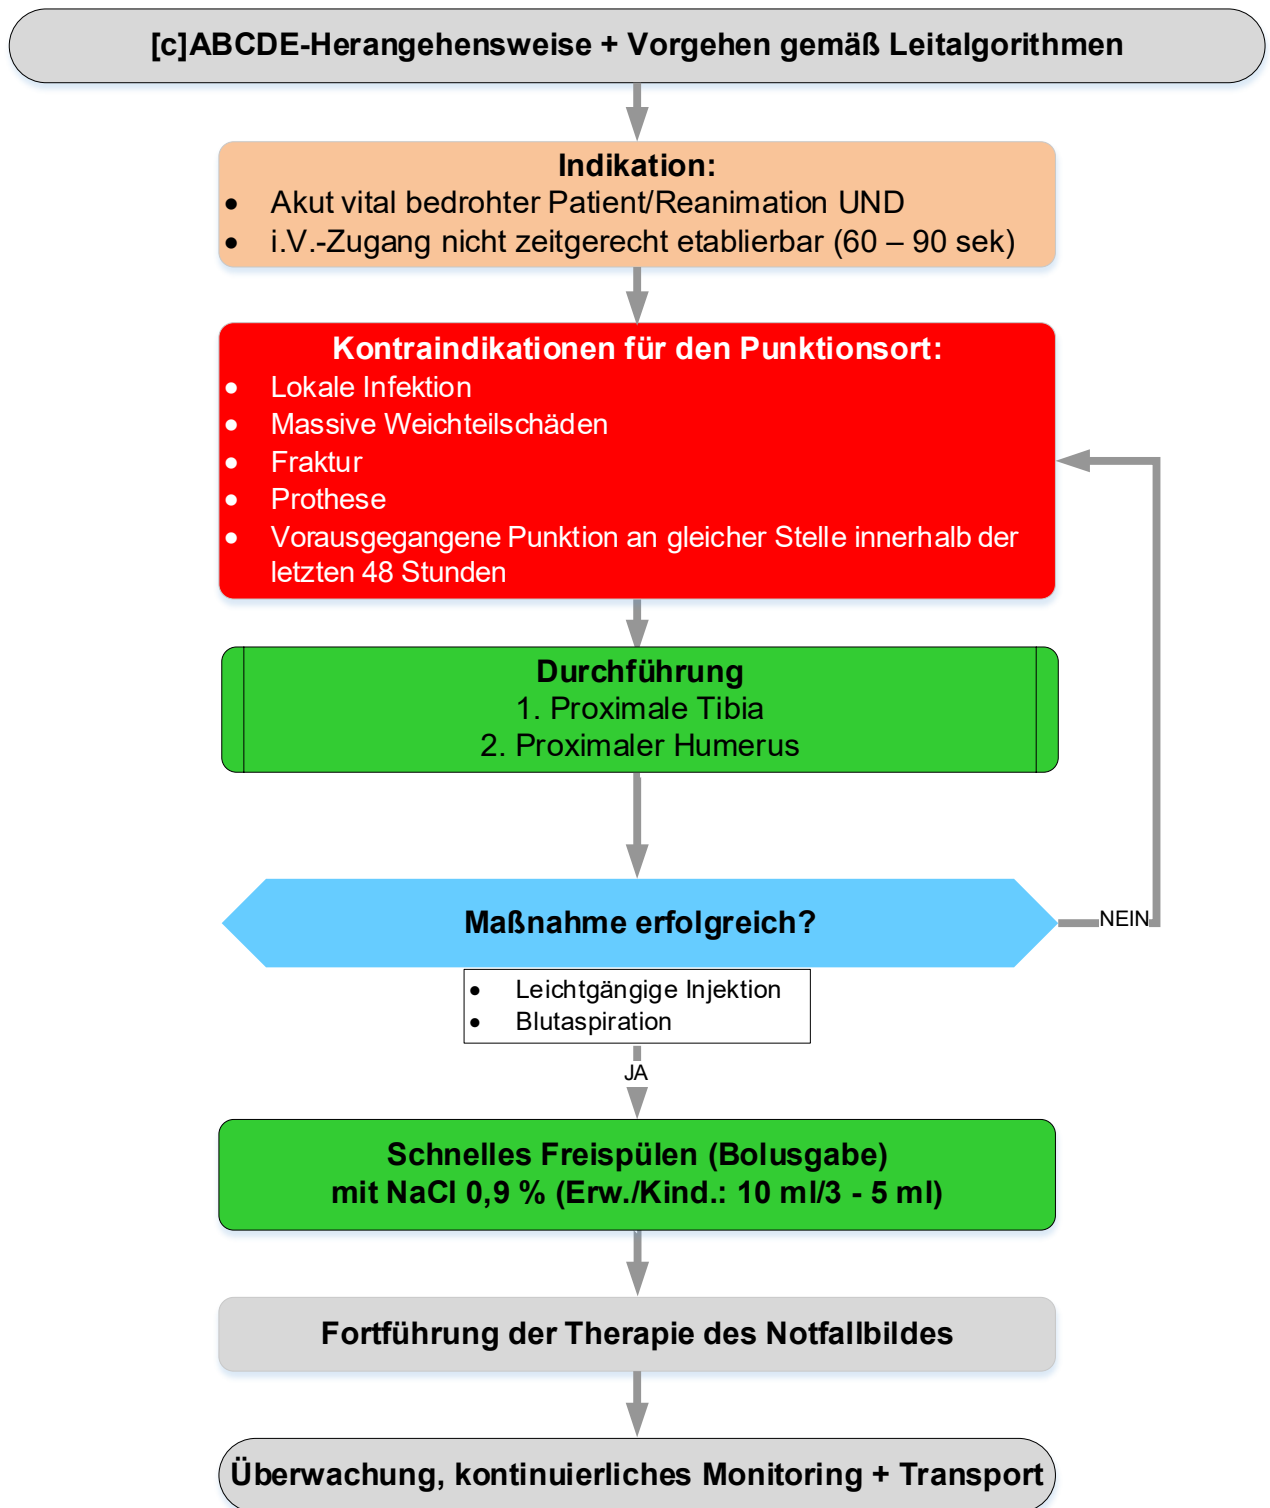 [c]ABCDE-Herangehensweise + Vorgehen gemäß Leitalgorithmen
Indikation:
• Akut vital bedrohter Patient/Reanimation UND
• i.V.-Zugang nicht zeitgerecht etablierbar (60 – 90 sek)
Kontraindikationen für den Punktionsort:
• Lokale Infektion
• Massive Weichteilschäden
• Fraktur
• Prothese
• Vorausgegangene Punktion an gleicher Stelle innerhalb der
letzten 48 Stunden
Durchführung
1. Proximale Tibia
2. Proximaler Humerus
Maßnahme erfolgreich?
NEIN
• Leichtgängige Injektion
• Blutaspiration
JA
Schnelles Freispülen (Bolusgabe)
mit NaCl 0,9 % (Erw./Kind.: 10 ml/3 - 5 ml)
Fortführung der Therapie des Notfallbildes
Überwachung, kontinuierliches Monitoring + Transport